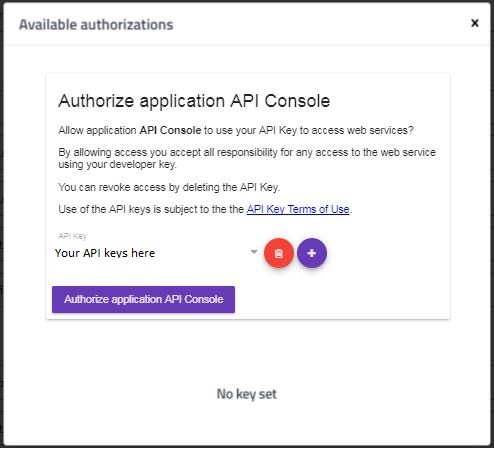 Available authorizations
x
Authorize application API Console
Allow application API Console to use your API Key to access web services?
By allowing access you accept all responsibility for any access to the web service
using your developer key.
You can revoke access by deleting the API Key.
Use of the API keys is subject to the the API Key Terms of Use.
API Key
Your API keys here
Authorize application API Console
No key set